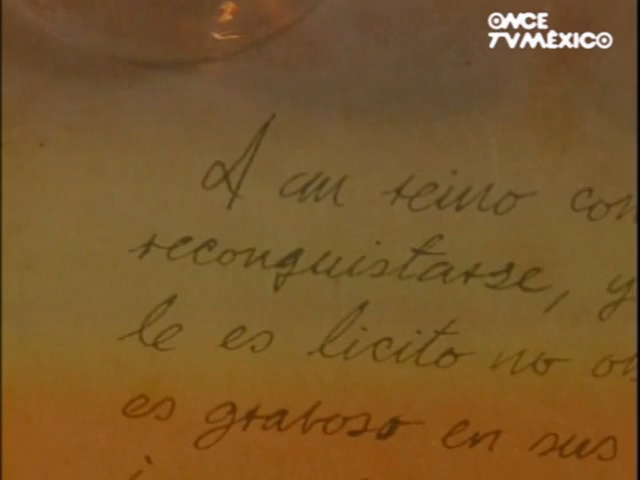 ONCE
TV MÉXICO
A un reino con
reconquistarse, y
le es licito no o
es graboso en sus